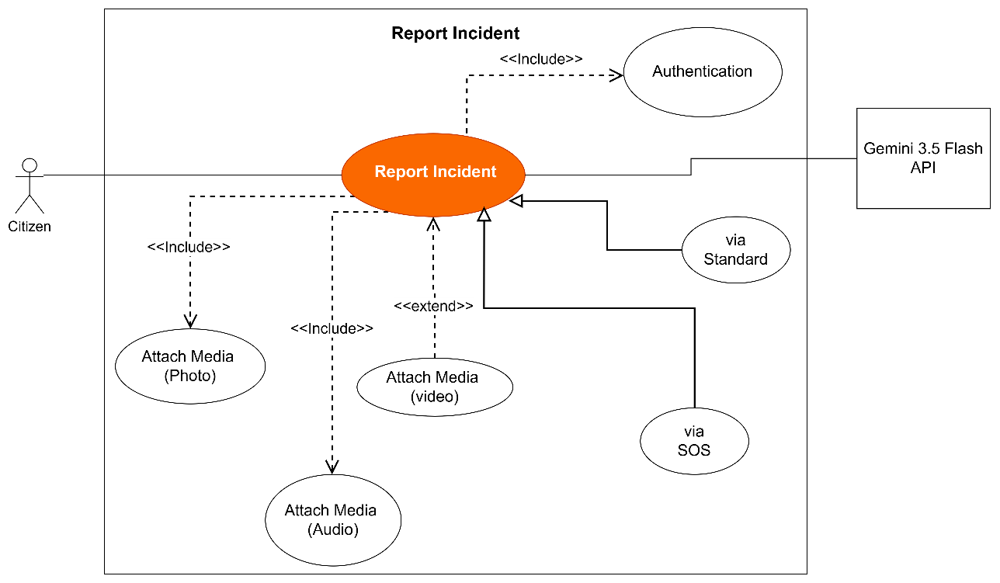 Report Incident
<<Include>>
Authentication
Gemini 3.5 Flash
API
Report Incident
Citizen
<<Include>>
via
Standard
<<extend>>
<<Include>>
Attach Media
(Photo)
Attach Media
(video)
via
SOS
Attach Media
(Audio)